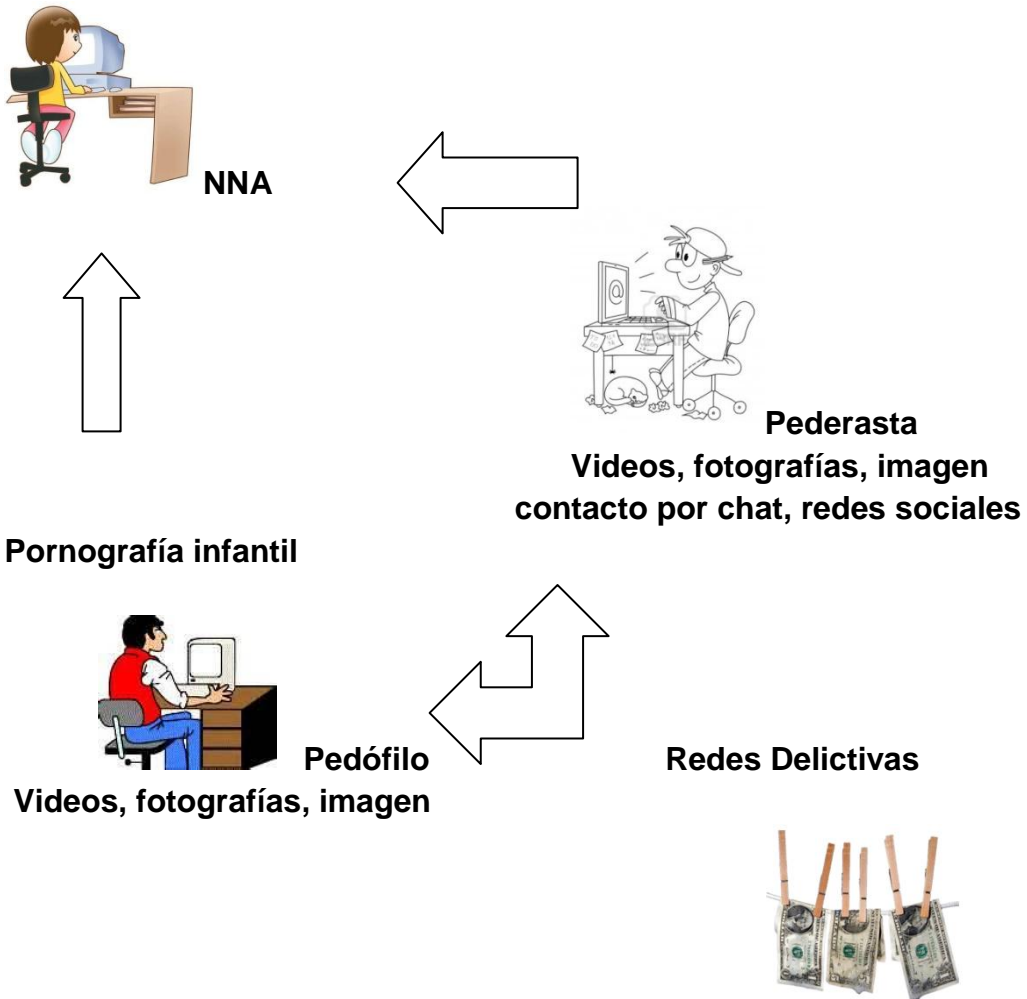 NNA
Pederasta
Videos, fotografías, imagen
contacto por chat, redes sociales
Pornografía infantil
Pedófilo
Redes Delictivas
Videos, fotografías, imagen